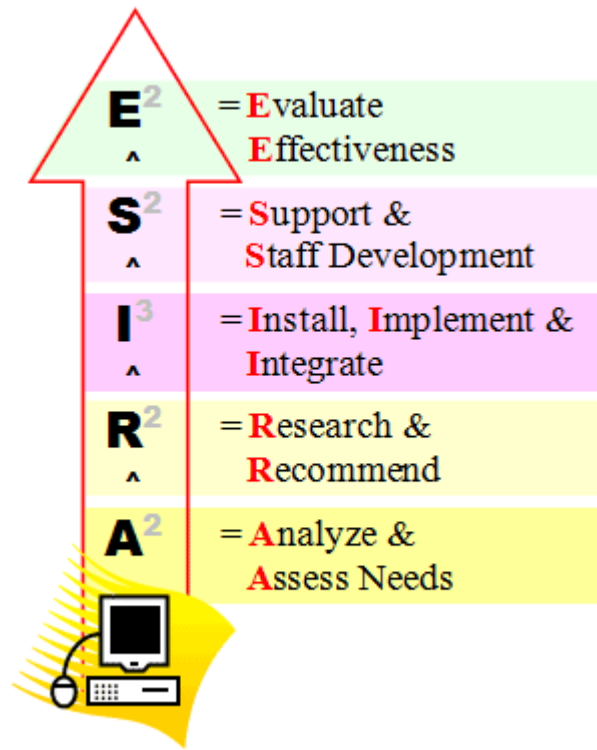 E² = Evaluate
^ Effectiveness
S² = Support &
^ Staff Development
I³ = Install, Implement &
^ Integrate
R² = Research &
^ Recommend
A² = Analyze &
Assess Needs